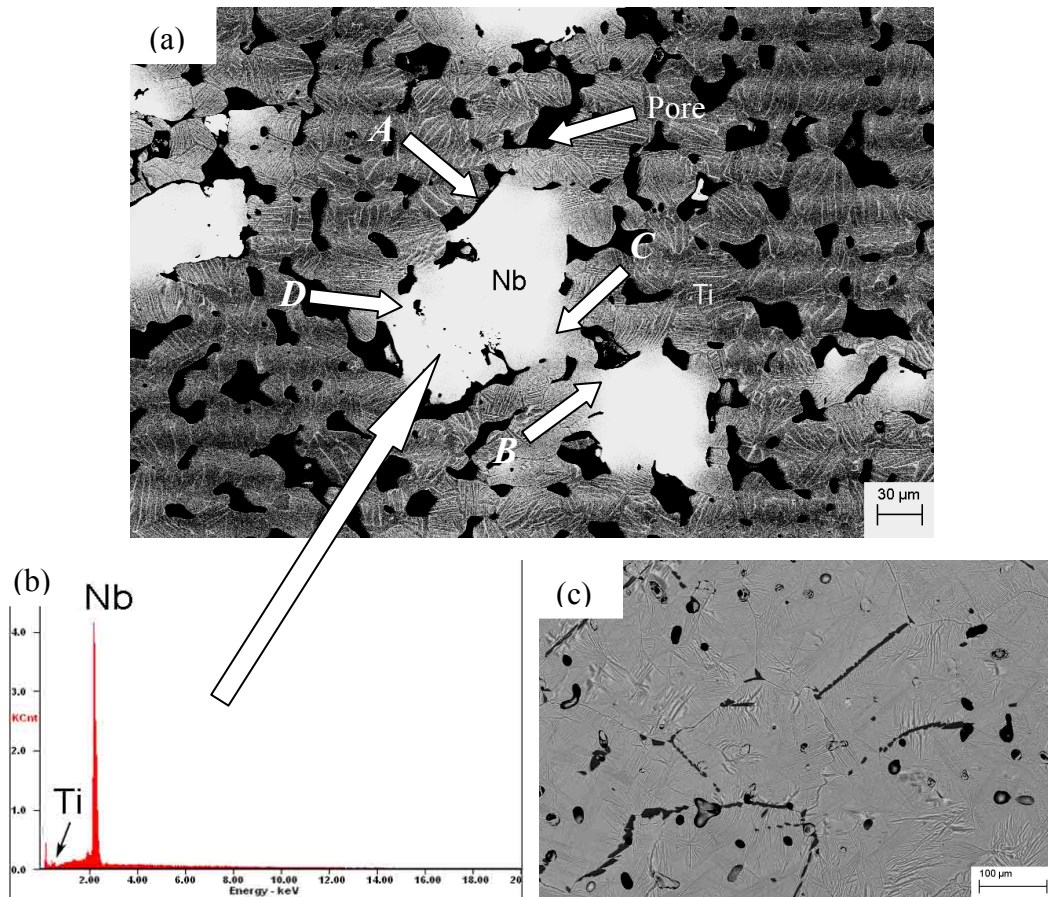 (a)
Pore
A
C
Nb
D
Ti
B
30 µm
(b)
Nb
4.0
3.0
KCnt
2.0
1.0
Ti
0.0
2.00 4.00 6.00 8.00 10.00 12.00 14.00 16.00 18.00 20
Energy - keV
(c)
100 µm